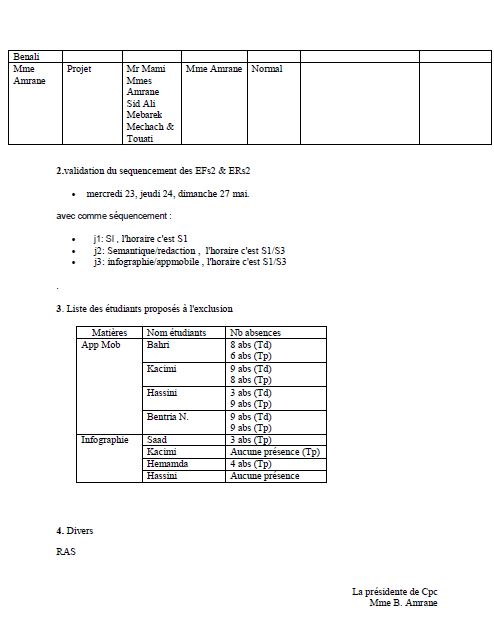 Benali
Mme Amrane Projet Mr Mami Mmes Amrane Sid Ali Mebarek Mechach & Touati Mme Amrane Normal
2.validation du sequencement des EFs2 & ERs2
• mercredi 23, jeudi 24, dimanche 27 mai.
avec comme séquencement :
• j1: SI , l'horaire c'est S1
• j2: Semantique/redaction , l'horaire c'est S1/S3
• j3: infographie/appmobile , l'horaire c'est S1/S3
.
3. Liste des étudiants proposés à l'exclusion
Matières Nom étudiants Nb absences
App Mob Bahri 8 abs (Td)
6 abs (Tp)
Kacimi 9 abs (Td)
8 abs (Tp)
Hassini 3 abs (Td)
9 abs (Tp)
Bentria N. 9 abs (Td)
9 abs (Tp)
Infographie Saad 3 abs (Tp)
Kacimi Aucune présence (Tp)
Hemamda 4 abs (Tp)
Hassini Aucune présence
4. Divers
RAS
La présidente de Cpc
Mme B. Amrane